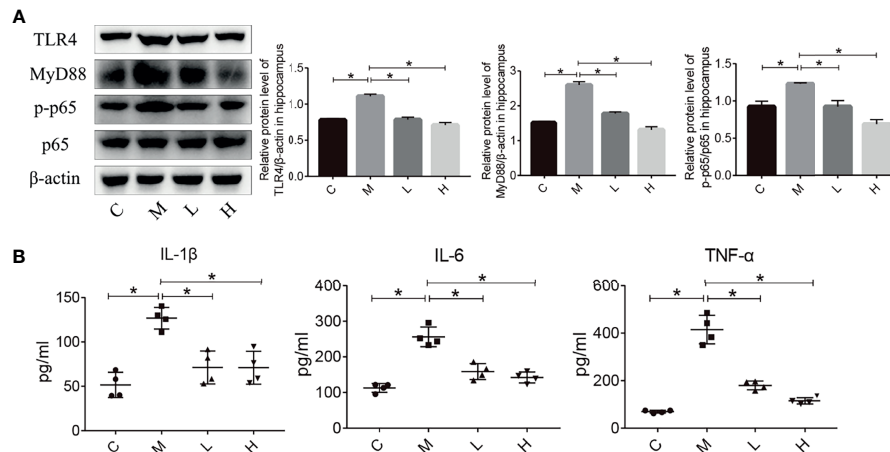 A
TLR4
MyD88
p-p65
p65
β-actin
C M L H
Relative protein level of
TLR4/β-actin in hippocampus
1.5
1.0
0.5
0.0
* * *
C M L H
Relative protein level of
MyD88/β-actin in hippocampus
3
2
1
0
* * *
C M L H
Relative protein level of
p-p65/p65 in hippocampus
1.5
1.0
0.5
0.0
* * *
C M L H
B
IL-1β
pg/ml
150
100
50
0
* * *
C M L H
IL-6
pg/ml
400
300
200
100
0
* * *
C M L H
TNF-α
pg/ml
600
400
200
0
* * *
C M L H